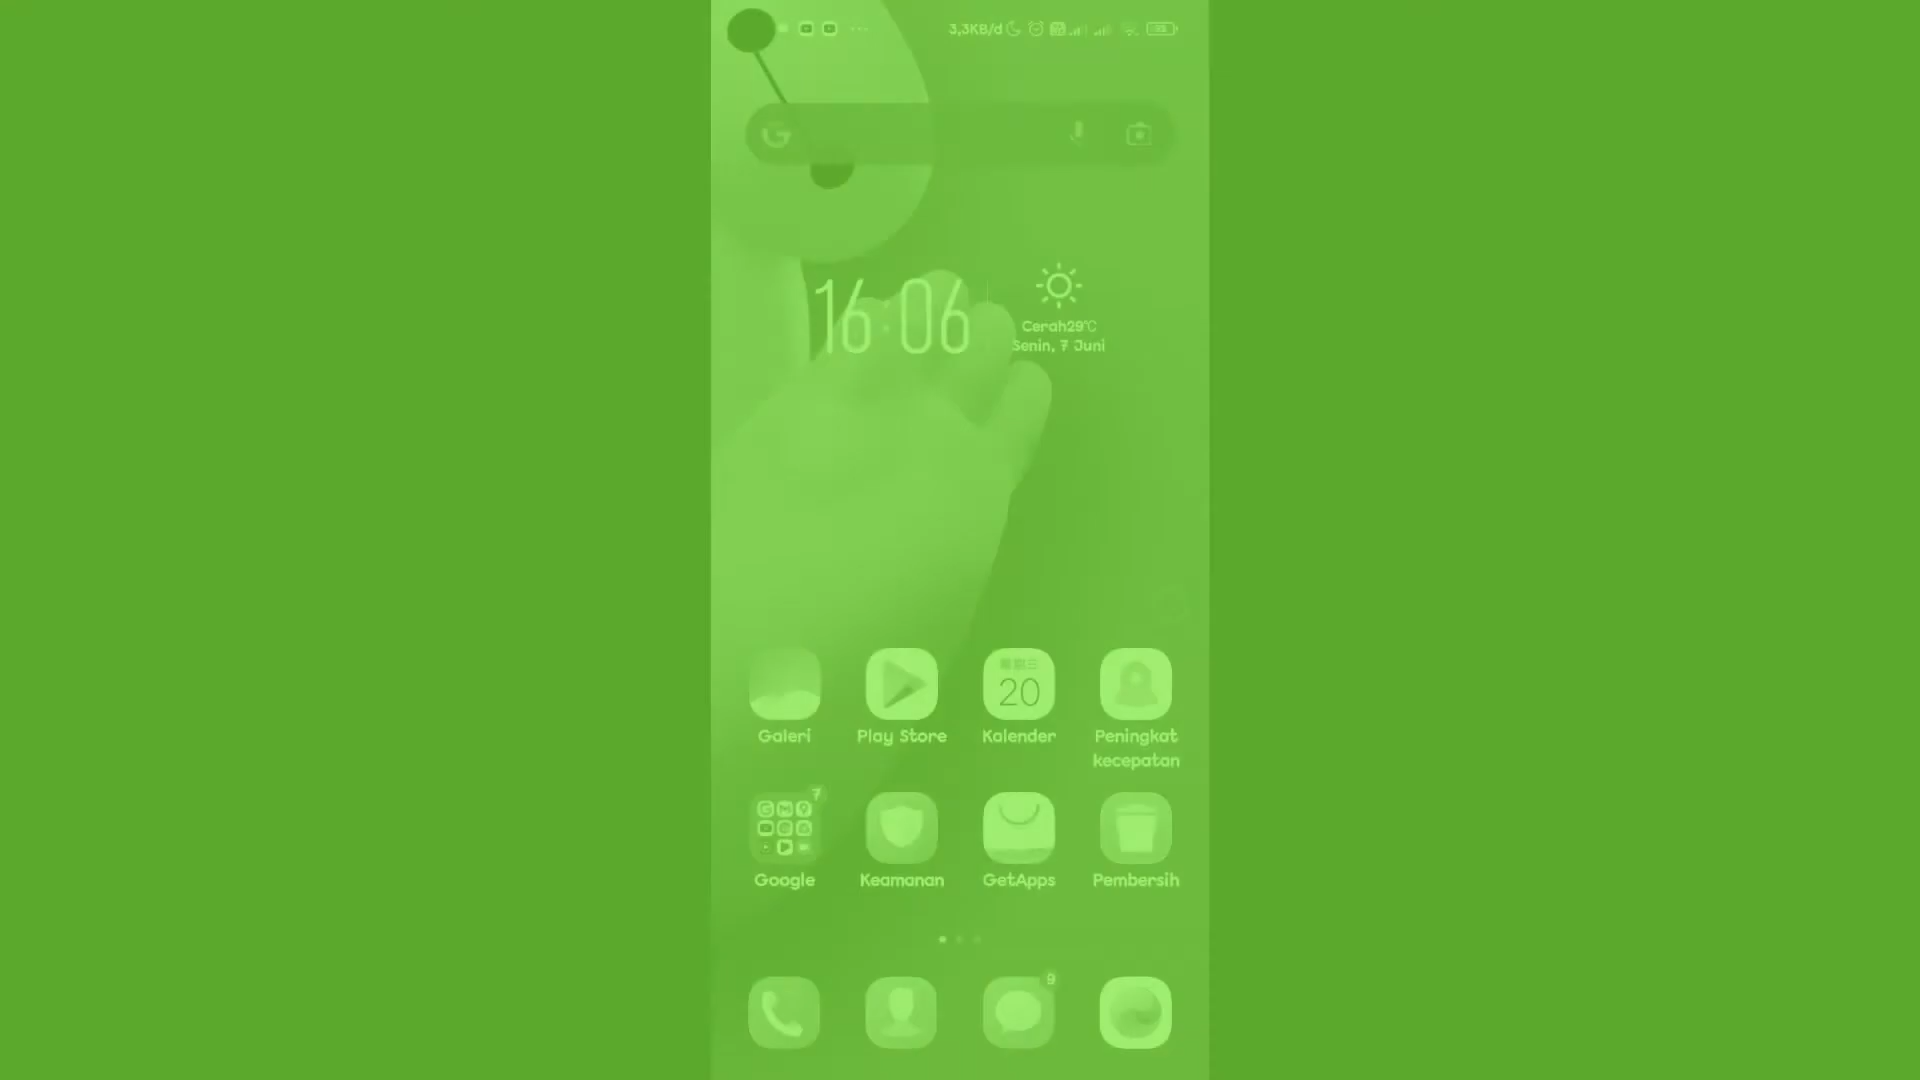 3,3KB/d
16:06
Cerah29℃
Senin, 7 Juni
20
Galeri
Play Store
Kalender
Peningkat
kecepatan
7
Google
Keamanan
GetApps
Pembersih
9